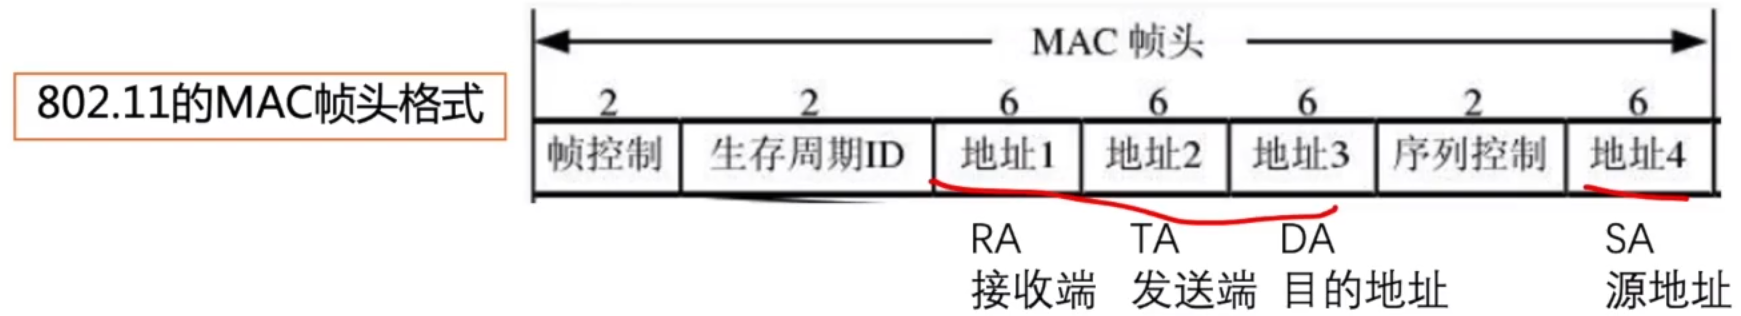 MAC 帧头
802.11的MAC帧头格式
2 2 6 6 6 2 6
帧控制 生存周期ID 地址1 地址2 地址3 序列控制 地址4
RA TA DA SA
接收端 发送端 目的地址 源地址